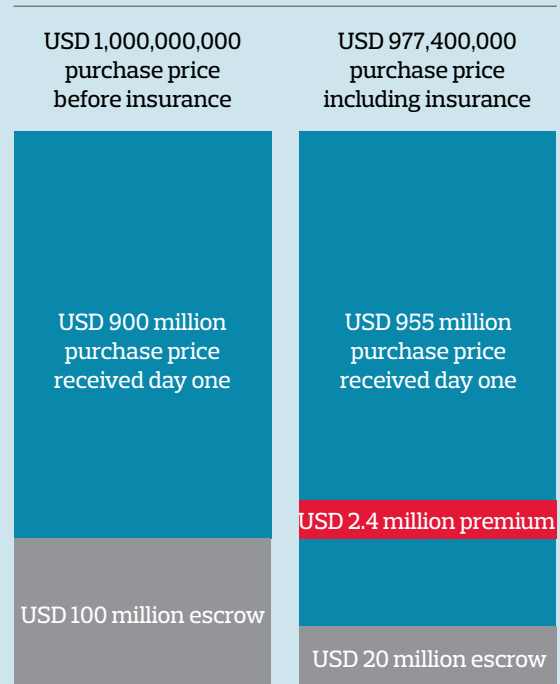 USD 1,000,000,000
purchase price
before insurance
USD 900 million
purchase price
received day one
USD 100 million escrow
USD 977,400,000
purchase price
including insurance
USD 955 million
purchase price
received day one
USD 2.4 million premium
USD 20 million escrow